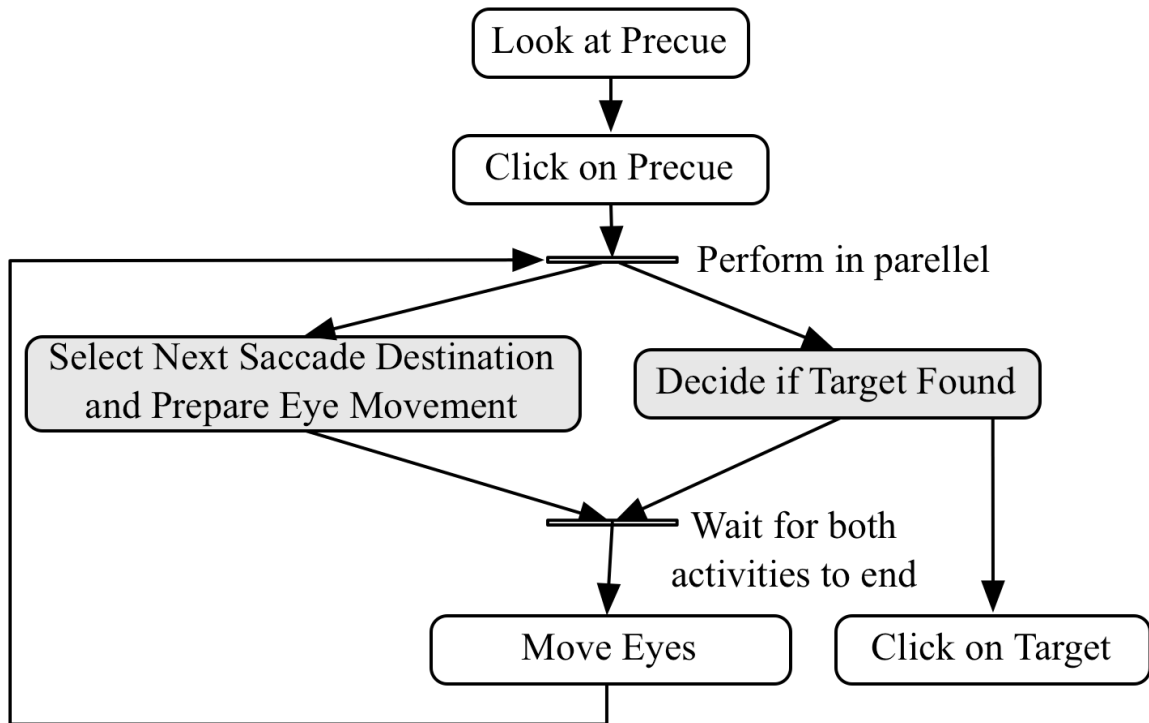 Look at Precue
Click on Precue
Perform in parellel
Select Next Saccade Destination
and Prepare Eye Movement
Decide if Target Found
Wait for both
activities to end
Move Eyes
Click on Target